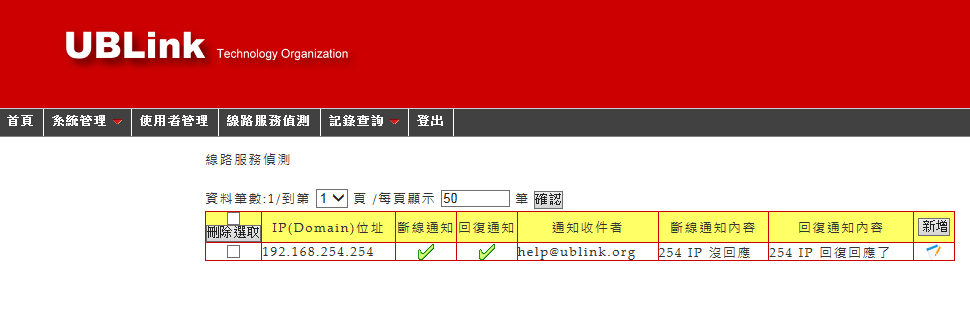 UBLink Technology Organization
首頁 系統管理 使用者管理 線路服務偵測 記錄查詢 登出
線路服務偵測
資料筆數:1/到第 1 頁 /每頁顯示 50 筆 確認
刪除選取 IP(Domain)位址 斷線通知 回復通知 通知收件者 斷線通知內容 回復通知內容 新增
192.168.254.254 help@ublink.org 254 IP 沒回應 254 IP 回復回應了